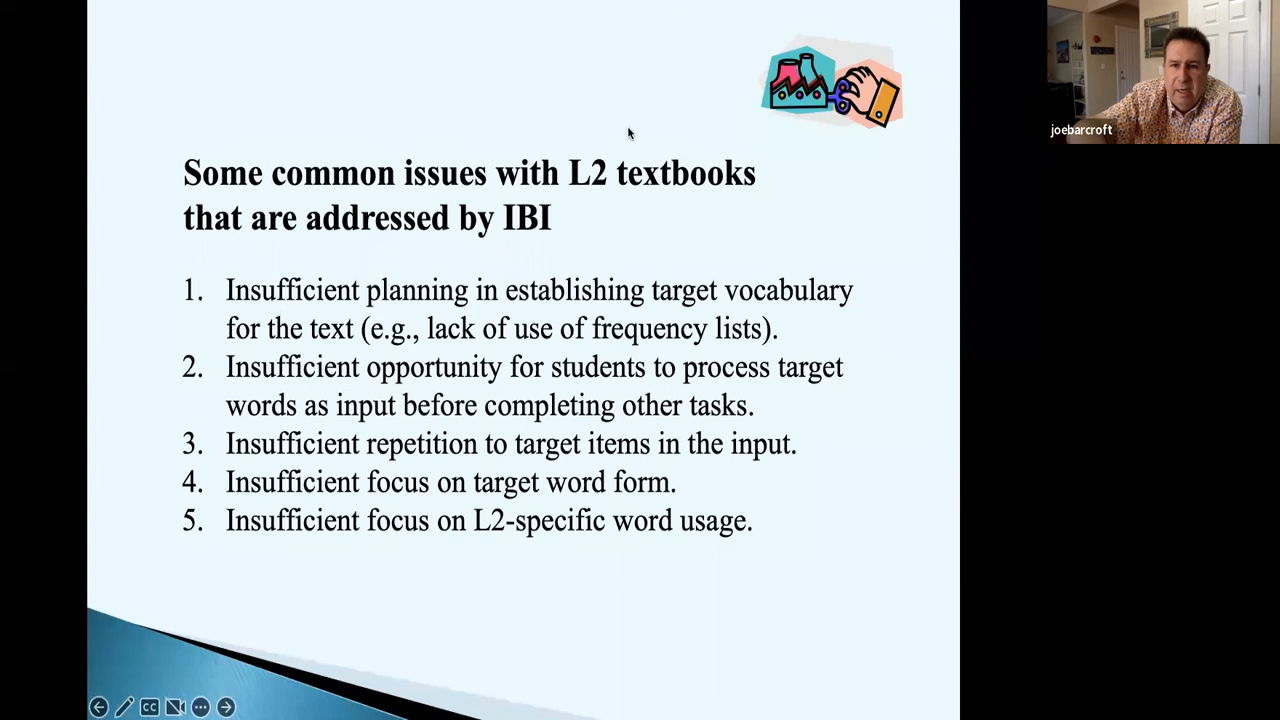 Some common issues with L2 textbooks
that are addressed by IBI
1. Insufficient planning in establishing target vocabulary
for the text (e.g., lack of use of frequency lists).
2. Insufficient opportunity for students to process target
words as input before completing other tasks.
3. Insufficient repetition to target items in the input.
4. Insufficient focus on target word form.
5. Insufficient focus on L2-specific word usage.
joebarcroft
CC